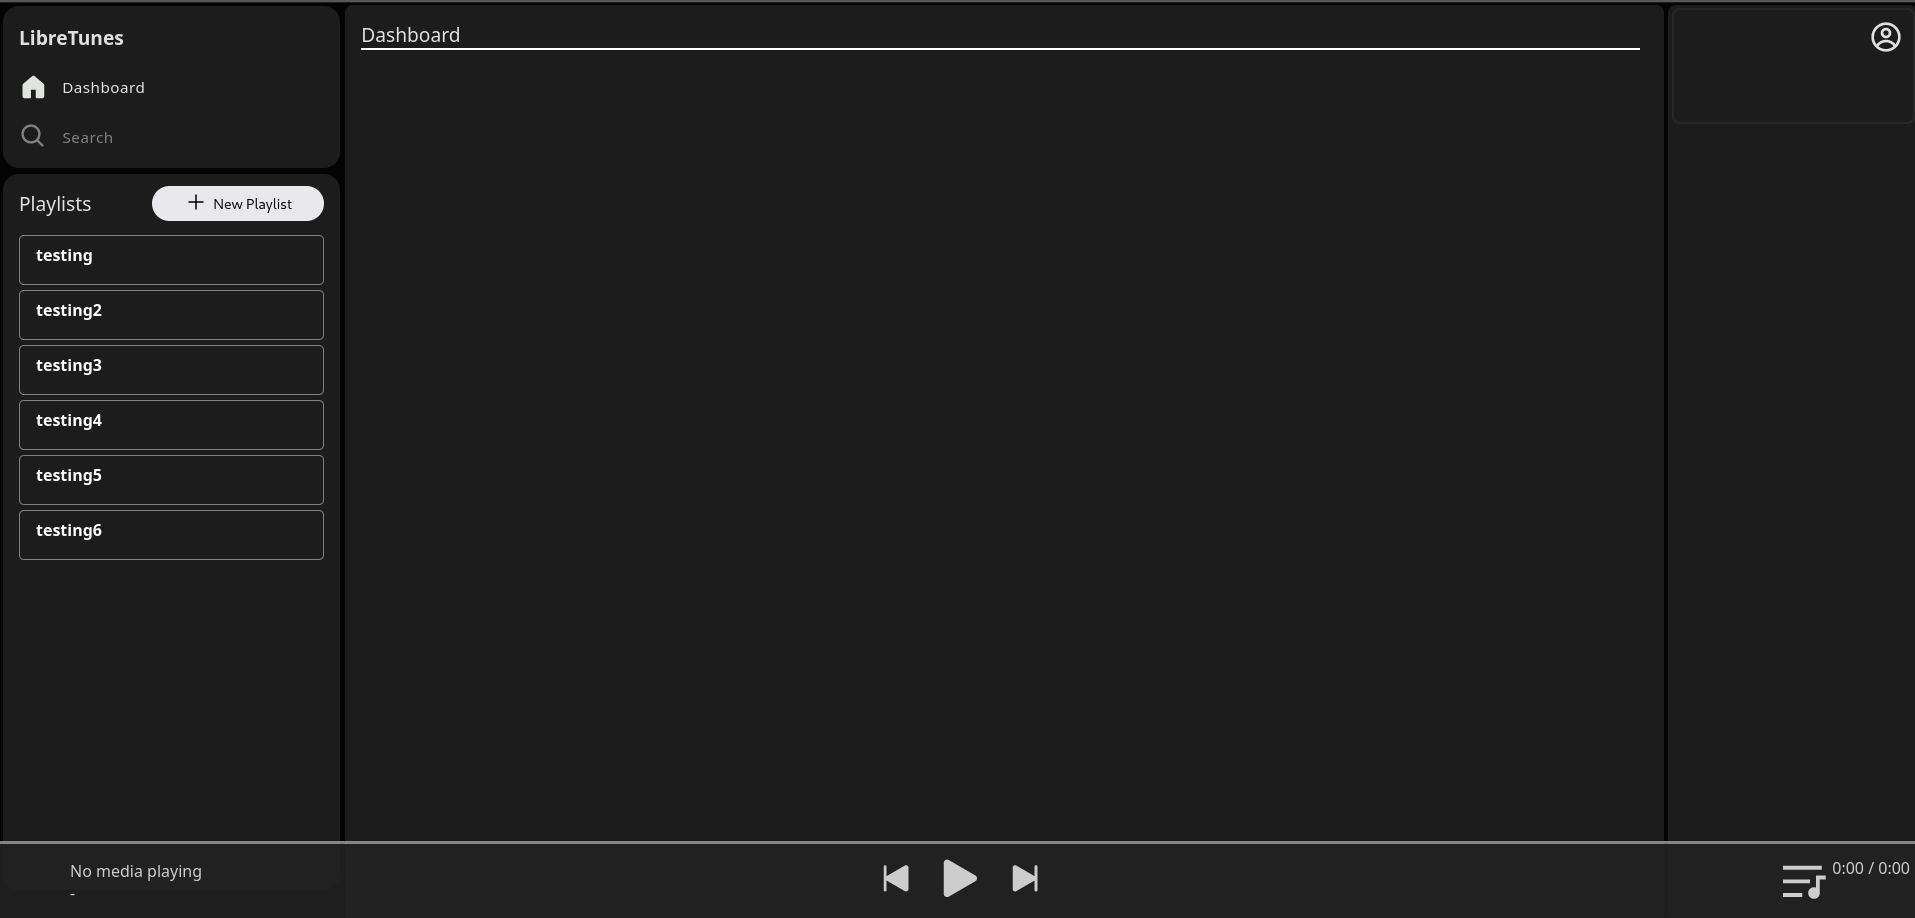 LibreTunes
Dashboard
Search
Playlists
New Playlist
testing
testing2
testing3
testing4
testing5
testing6
Dashboard
No media playing
-
0:00 / 0:00